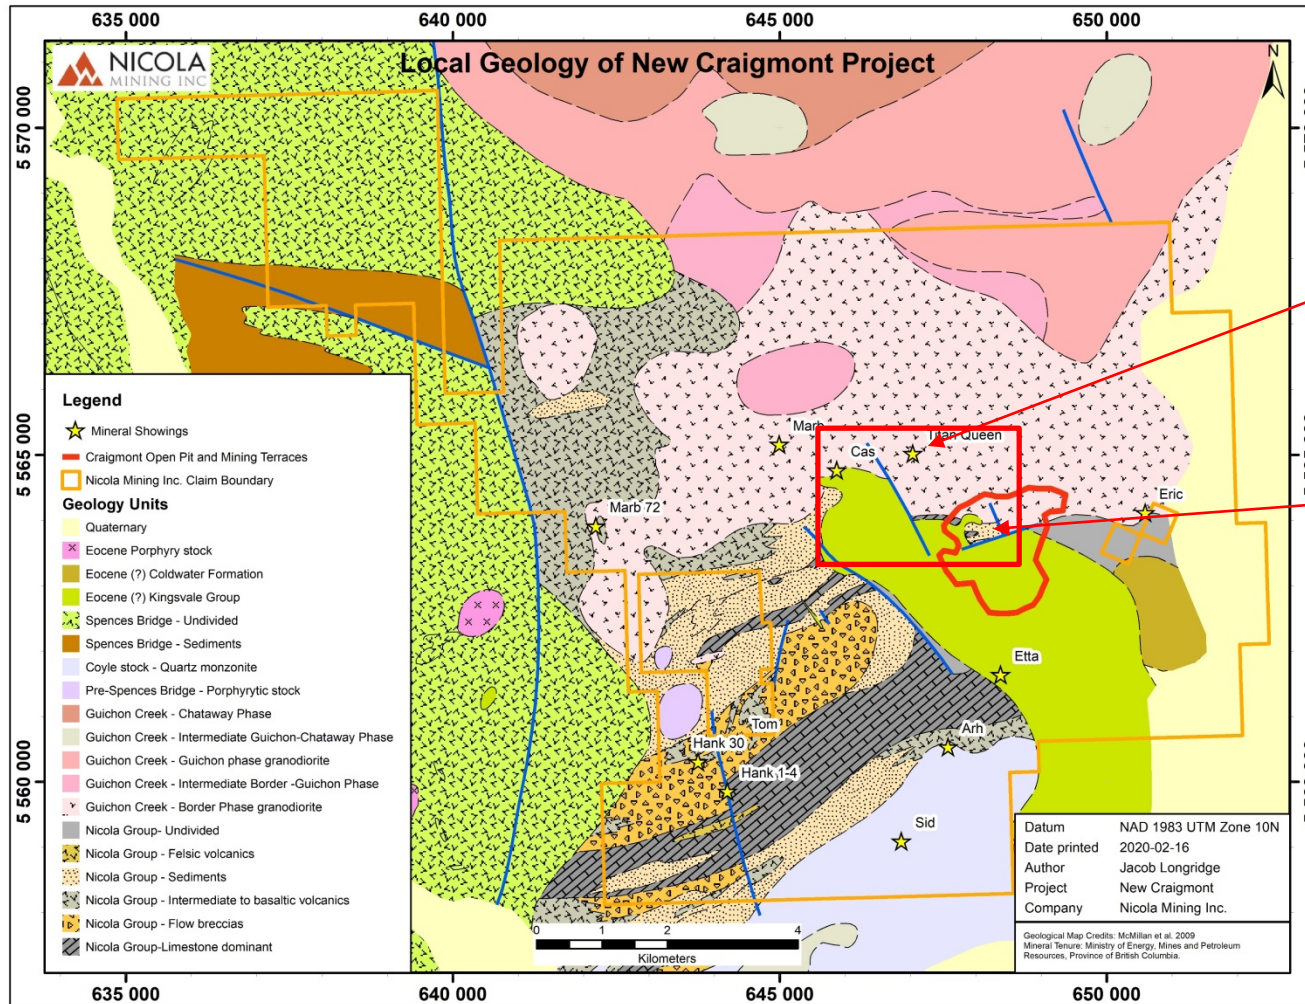 640 000
645 000
650 000
635 000
NICOLA
MINING INC
Local Geology of New Craigmont Project
N
5 570 000
5 565 000
5 560 000
Marb
Titan Queen
Cas
Marb 72
Eric
Etta
Arh
Tom
Hank 30
Hank 1-4
Sid
Legend
Mineral Showings
Craigmont Open Pit and Mining Terraces
Nicola Mining Inc. Claim Boundary
Geology Units
Quaternary
Eocene Porphyry stock
Eocene (?) Coldwater Formation
Eocene (?) Kingsvale Group
Spences Bridge - Undivided
Spences Bridge - Sediments
Coyle stock - Quartz monzonite
Pre-Spences Bridge - Porphyrytic stock
Guichon Creek - Chataway Phase
Guichon Creek - Intermediate Guichon-Chataway Phase
Guichon Creek - Guichon phase granodiorite
Guichon Creek - Intermediate Border -Guichon Phase
Guichon Creek - Border Phase granodiorite
Nicola Group- Undivided
Nicola Group - Felsic volcanics
Nicola Group - Sediments
Nicola Group - Intermediate to basaltic volcanics
Nicola Group - Flow breccias
Nicola Group-Limestone dominant
0 2 4
Kilometers
Datum NAD 1983 UTM Zone 10N
Date printed 2020-02-16
Author Jacob Longridge
Project New Craigmont
Company Nicola Mining Inc.
Geological Map Credits: McMillan et al. 2009
Mineral Tenure: Ministry of Energy, Mines and Petroleum
Resources, Province of British Columbia.
635 000
640 000
645 000
650 000